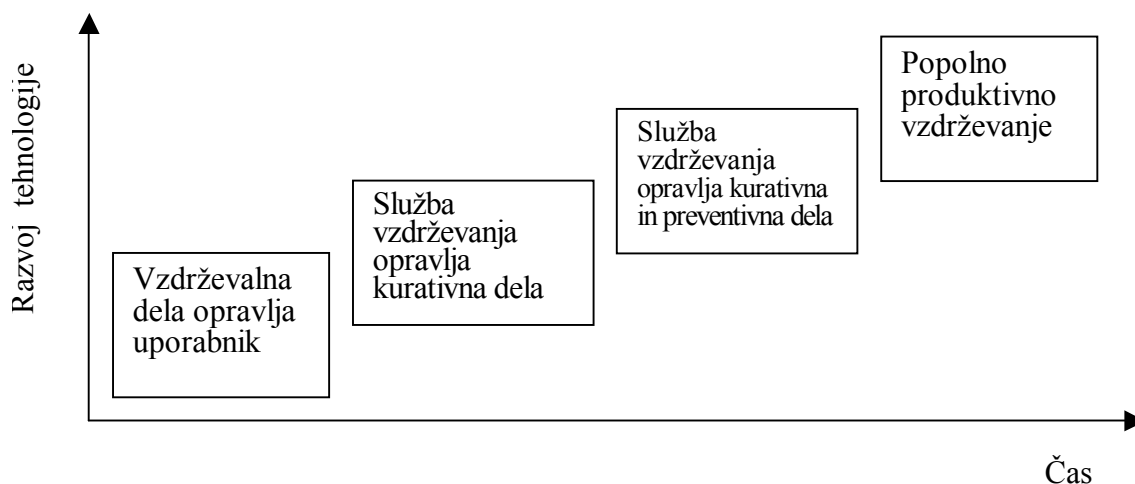 Razvoj tehnologije
Vzdrževalna
dela opravlja
uporabnik
Služba
vzdrževanja
opravlja
kurativna dela
Služba
vzdrževanja
opravlja kurativna
in preventivna dela
Popolno
produktivno
vzdrževanje
Čas